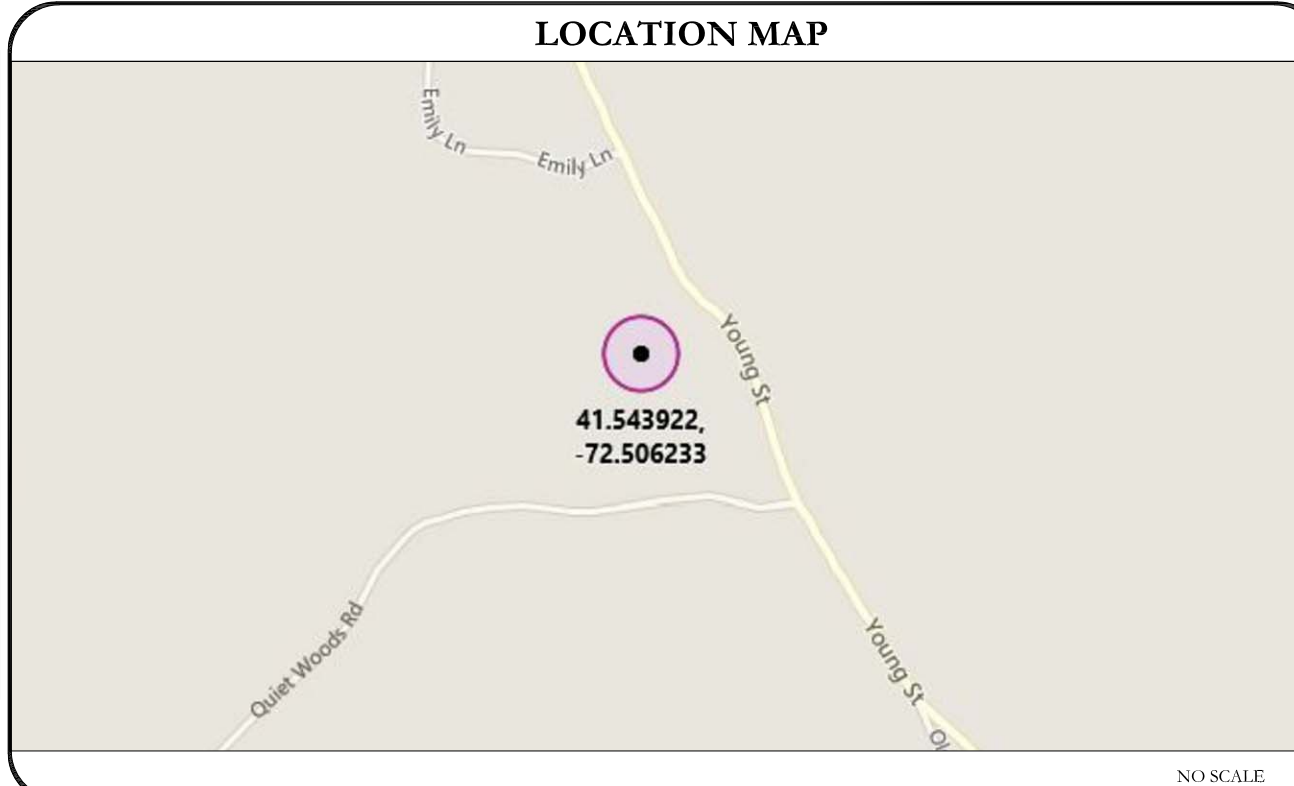 LOCATION MAP
Emily Ln
Emily Ln
Young St
41.543922,
-72.506233
Quiet Woods Rd
Young St
Ol
NO SCALE